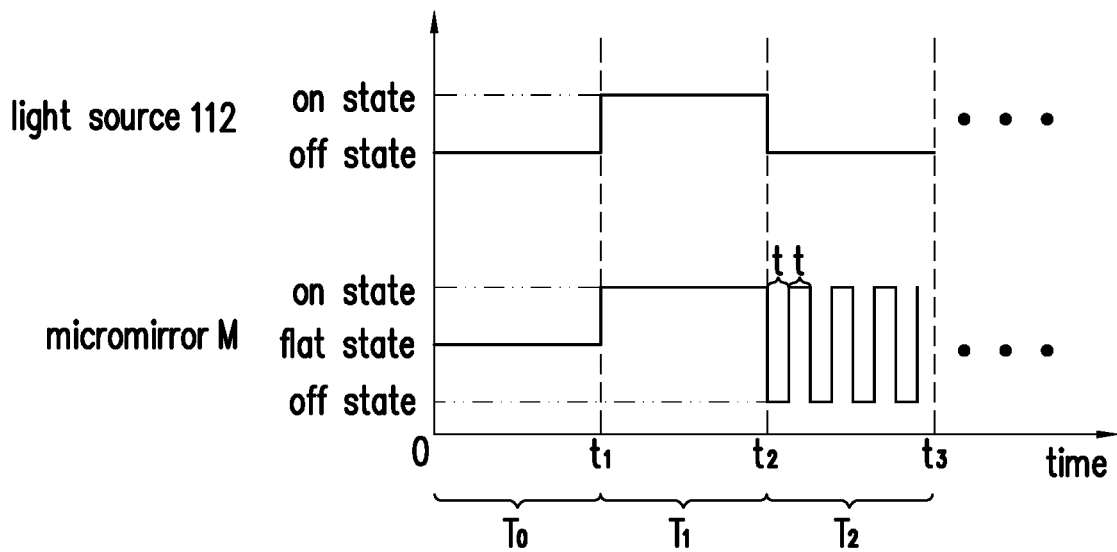 on state
light source 112
off state
t t
on state
micromirror M
flat state
off state
0 t1 t2 t3 time
T0 T1 T2